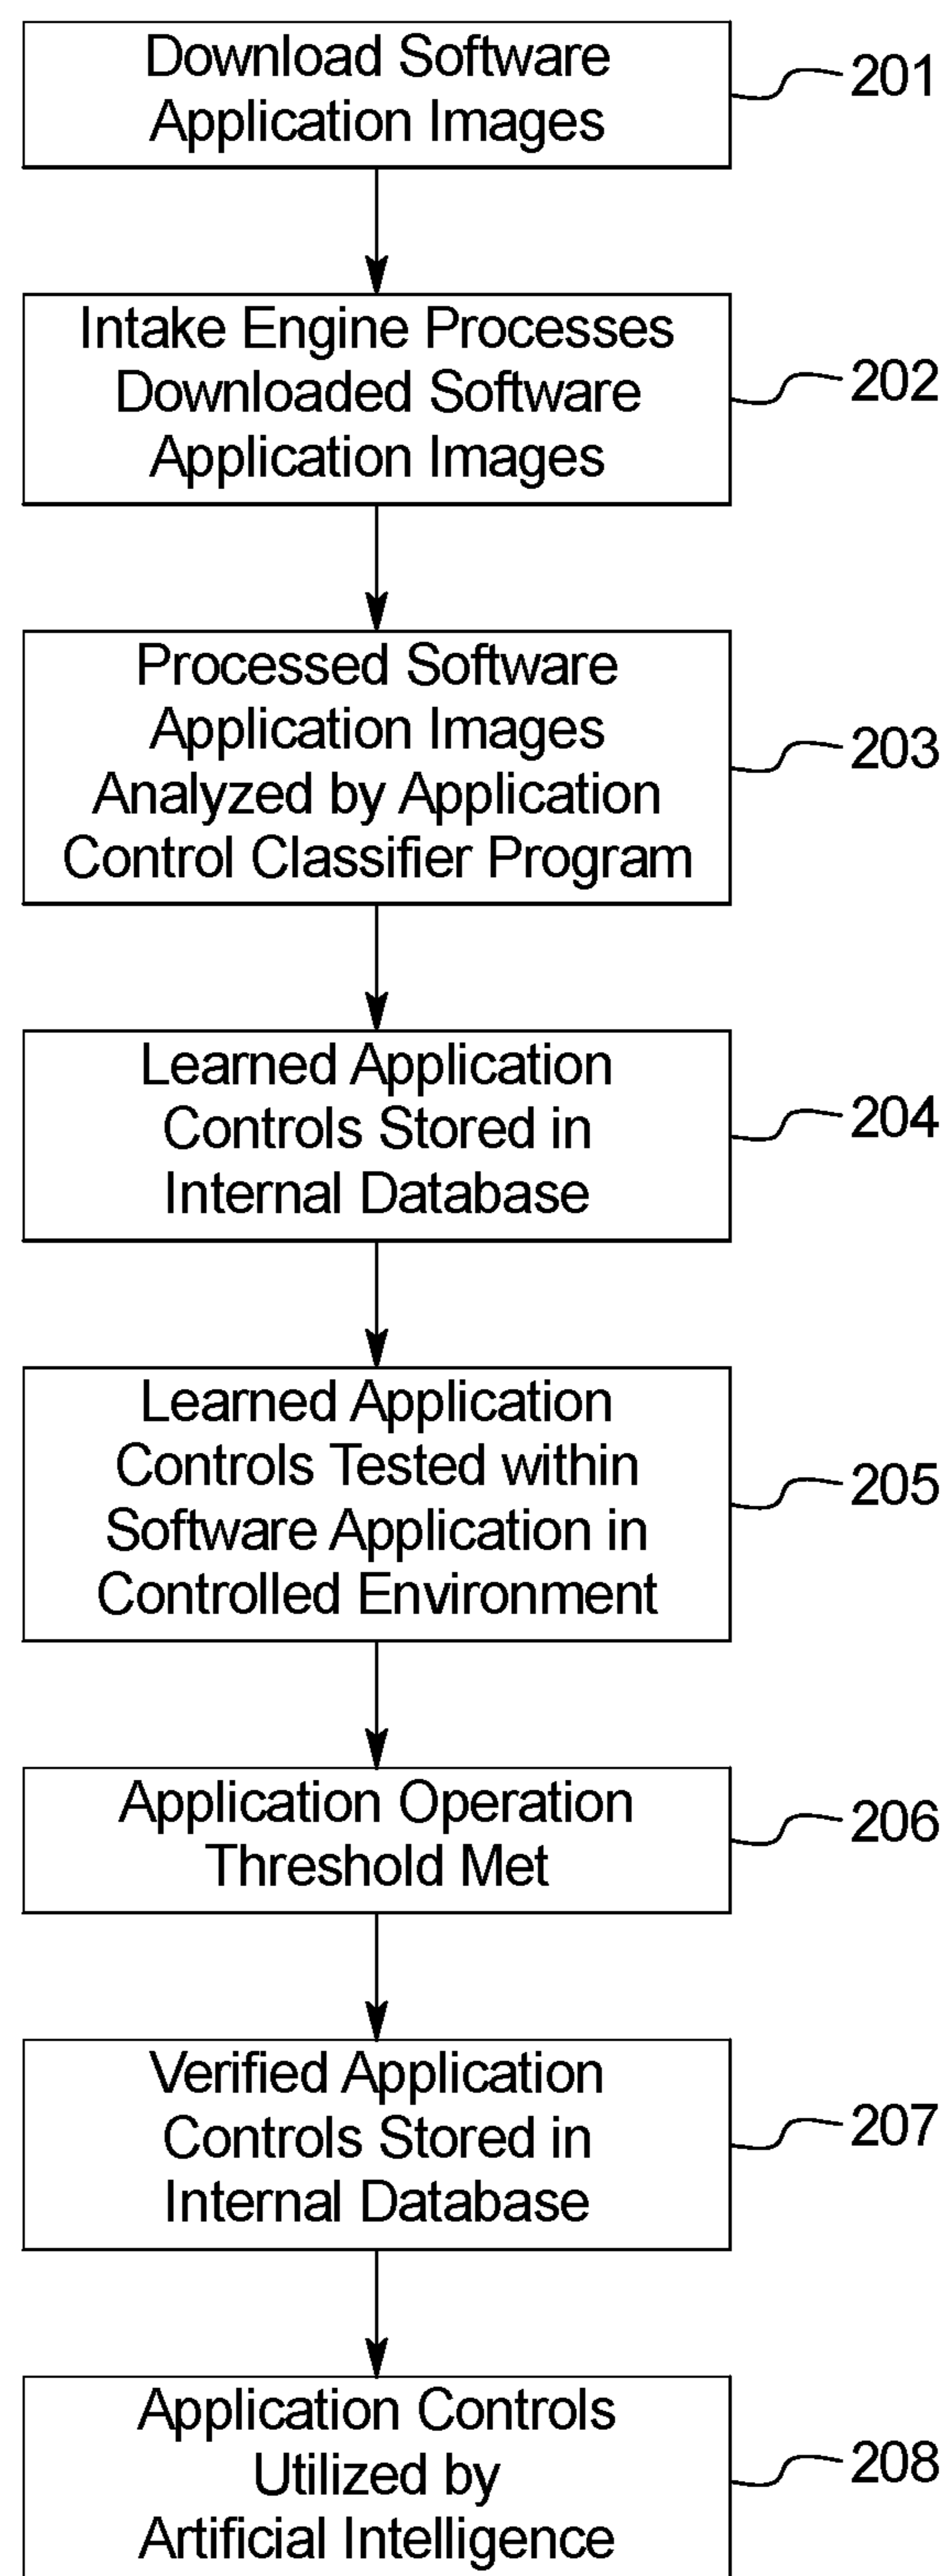 Download Software
Application Images
201
Intake Engine Processes
Downloaded Software
Application Images
202
Processed Software
Application Images
Analyzed by Application
Control Classifier Program
203
Learned Application
Controls Stored in
Internal Database
204
Learned Application
Controls Tested within
Software Application in
Controlled Environment
205
Application Operation
Threshold Met
206
Verified Application
Controls Stored in
Internal Database
207
Application Controls
Utilized by
Artificial Intelligence
208